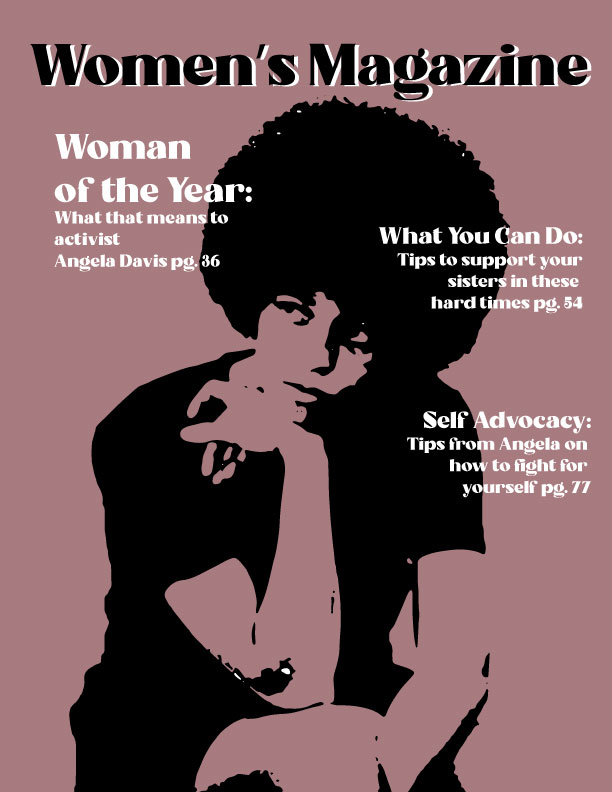 Women's Magazine
Woman
of the Year:
What that means to
activist
Angela Davis pg. 36
What You Can Do:
Tips to support your
sisters in these
hard times pg. 54
Self Advocacy:
Tips from Angela on
how to fight for
yourself pg. 77